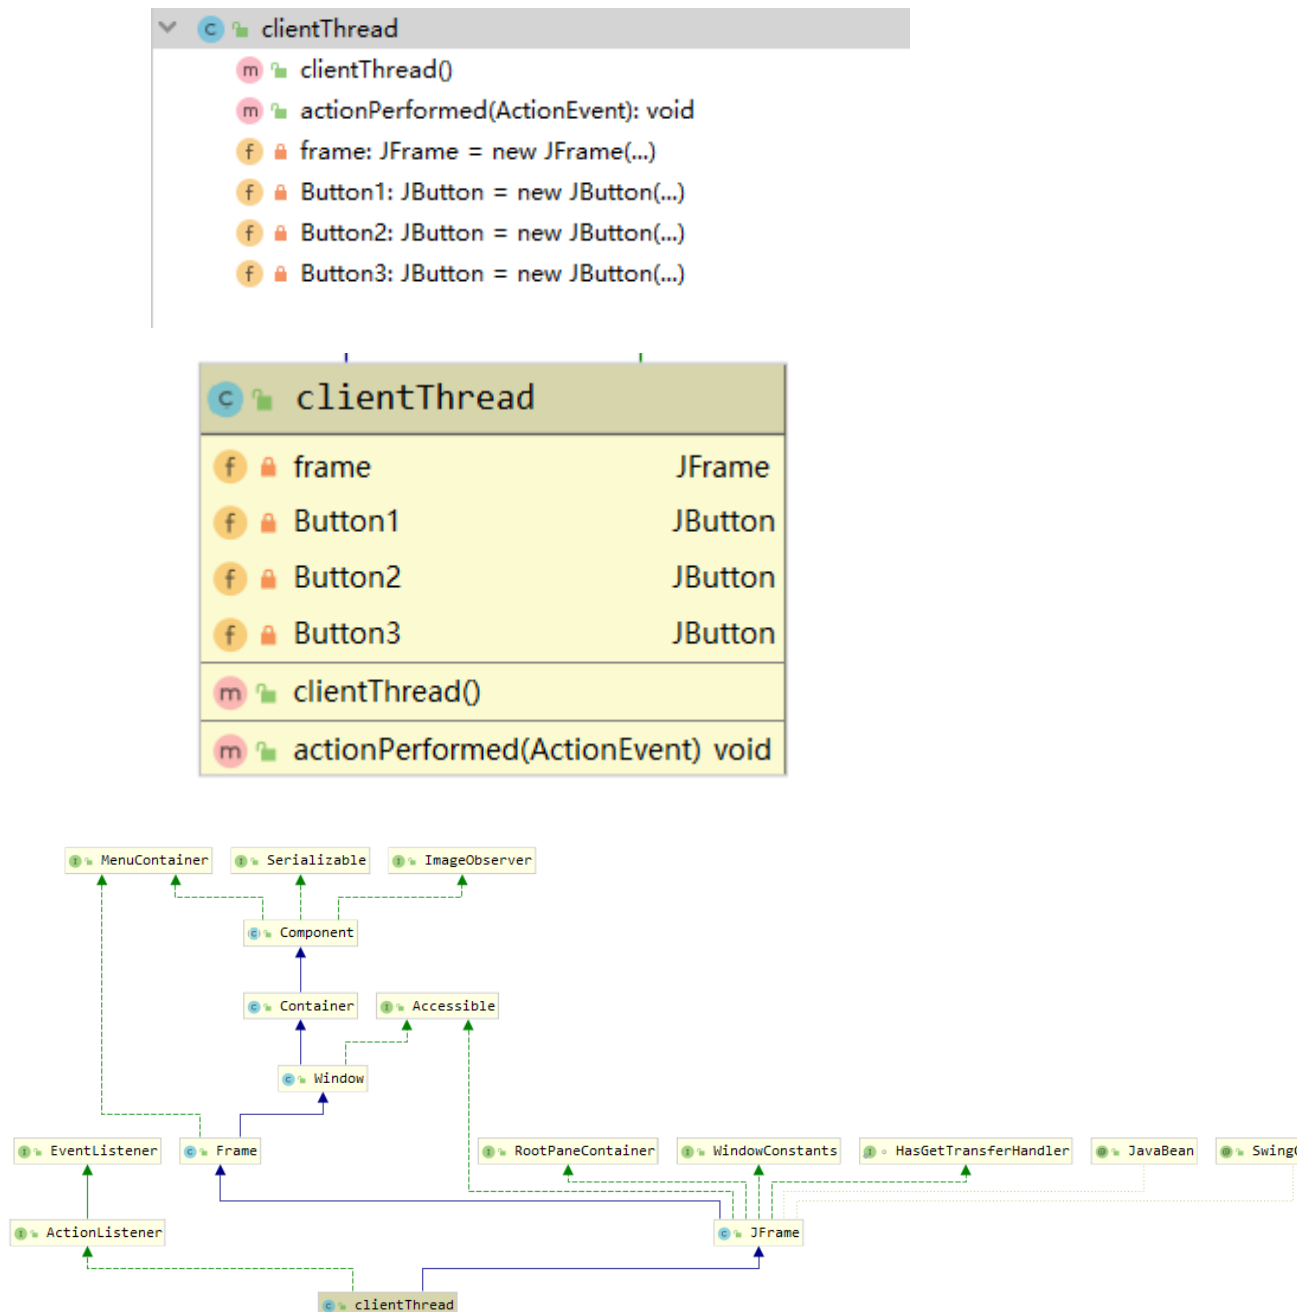 clientThread
clientThread()
actionPerformed(ActionEvent): void
frame: JFrame = new JFrame(...)
Button1: JButton = new JButton(...)
Button2: JButton = new JButton(...)
Button3: JButton = new JButton(...)
clientThread
frame JFrame
Button1 JButton
Button2 JButton
Button3 JButton
clientThread()
actionPerformed(ActionEvent) void
MenuContainer Serializable ImageObserver
Component
Container Accessible
Window
EventListener Frame RootPaneContainer WindowConstants HasGetTransferHandler JavaBean
ActionListener JFrame
clientThread